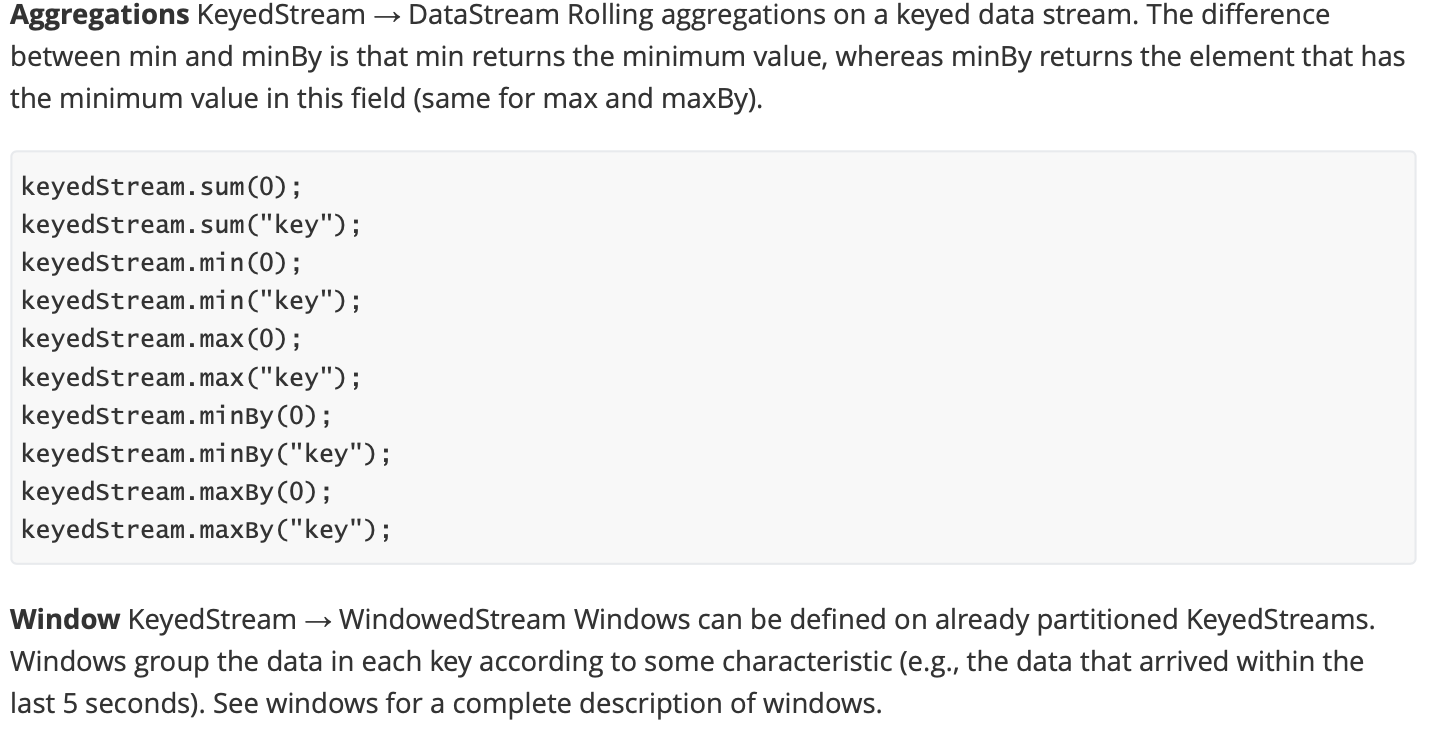 Aggregations KeyedStream → DataStream Rolling aggregations on a keyed data stream. The difference
between min and minBy is that min returns the minimum value, whereas minBy returns the element that has
the minimum value in this field (same for max and maxBy).
keyedStream.sum(0);
keyedStream.sum("key");
keyedStream.min(0);
keyedStream.min("key");
keyedStream.max(0);
keyedStream.max("key");
keyedStream.minBy(0);
keyedStream.minBy("key");
keyedStream.maxBy(0);
keyedStream.maxBy("key");
Window KeyedStream → WindowedStream Windows can be defined on already partitioned KeyedStreams.
Windows group the data in each key according to some characteristic (e.g., the data that arrived within the
last 5 seconds). See windows for a complete description of windows.